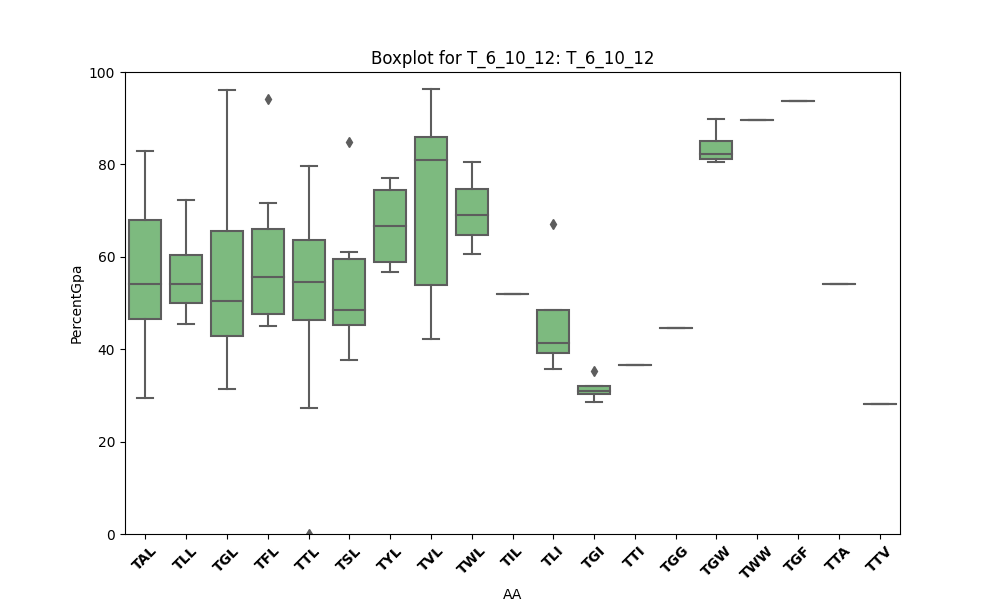 Boxplot for T_6_10_12: T_6_10_12
PercentGpa
100
80
60
40
20
0
TAL TLL TGL TFL TTL TSL TYL TVL TWL TIL TLI TGI TTI TGG TGW TWW TGF TTA TTV
AA